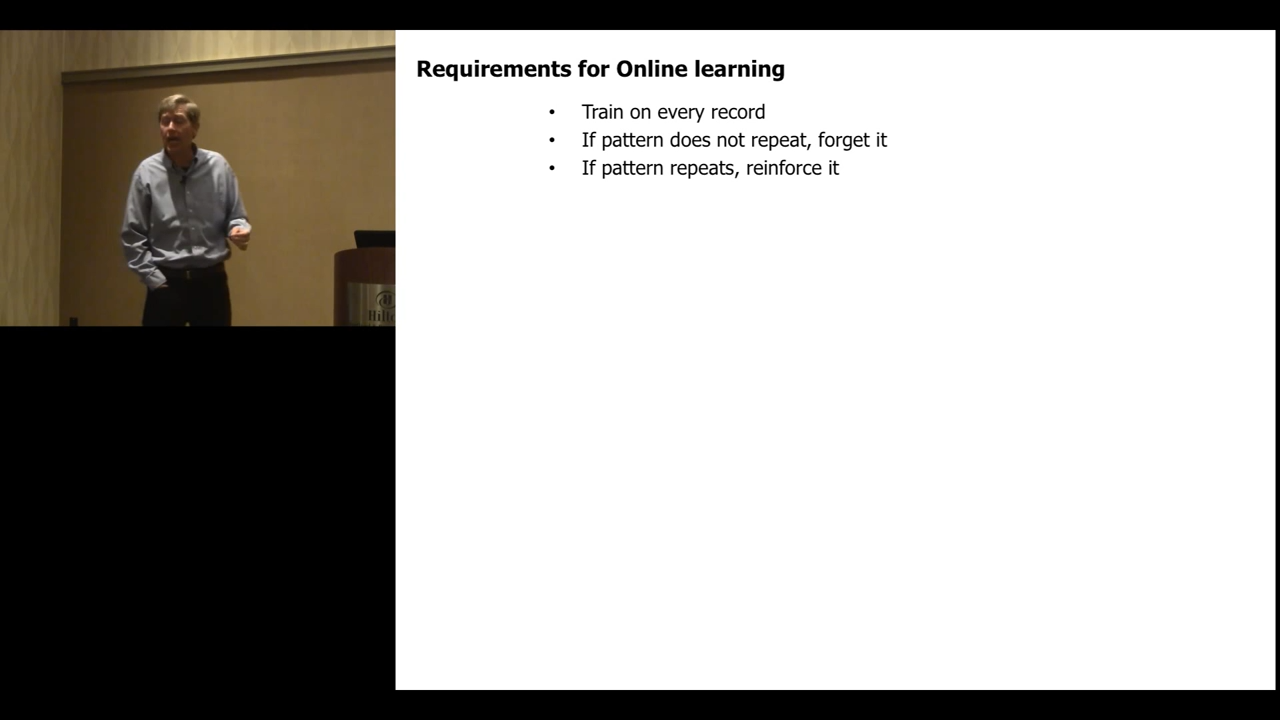 Requirements for Online learning
• Train on every record
• If pattern does not repeat, forget it
• If pattern repeats, reinforce it